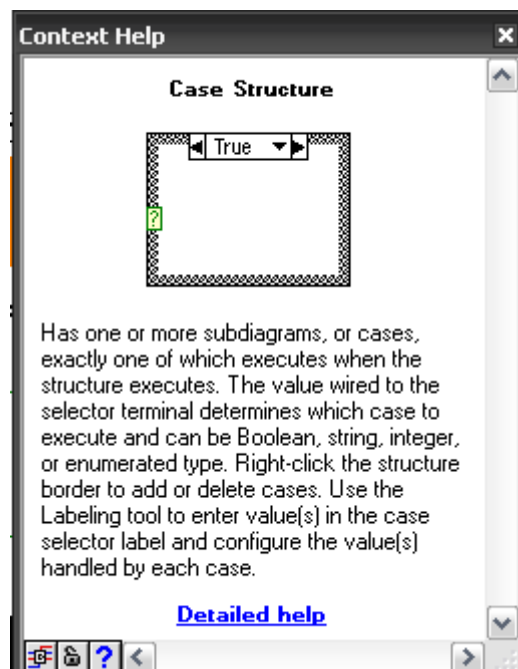 Context Help
Case Structure
True
?
Has one or more subdiagrams, or cases,
exactly one of which executes when the
structure executes. The value wired to the
selector terminal determines which case to
execute and can be Boolean, string, integer,
or enumerated type. Right-click the structure
border to add or delete cases. Use the
Labeling tool to enter value(s) in the case
selector label and configure the value(s)
handled by each case.
Detailed help
?